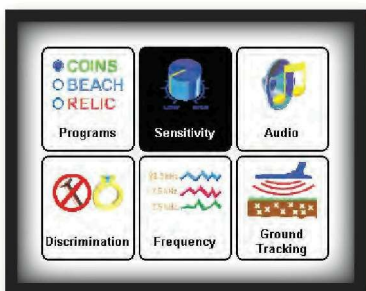 COINS
BEACH
RELIC
Programs
Sensitivity
Audio
Discrimination
Frequency
Ground
Tracking